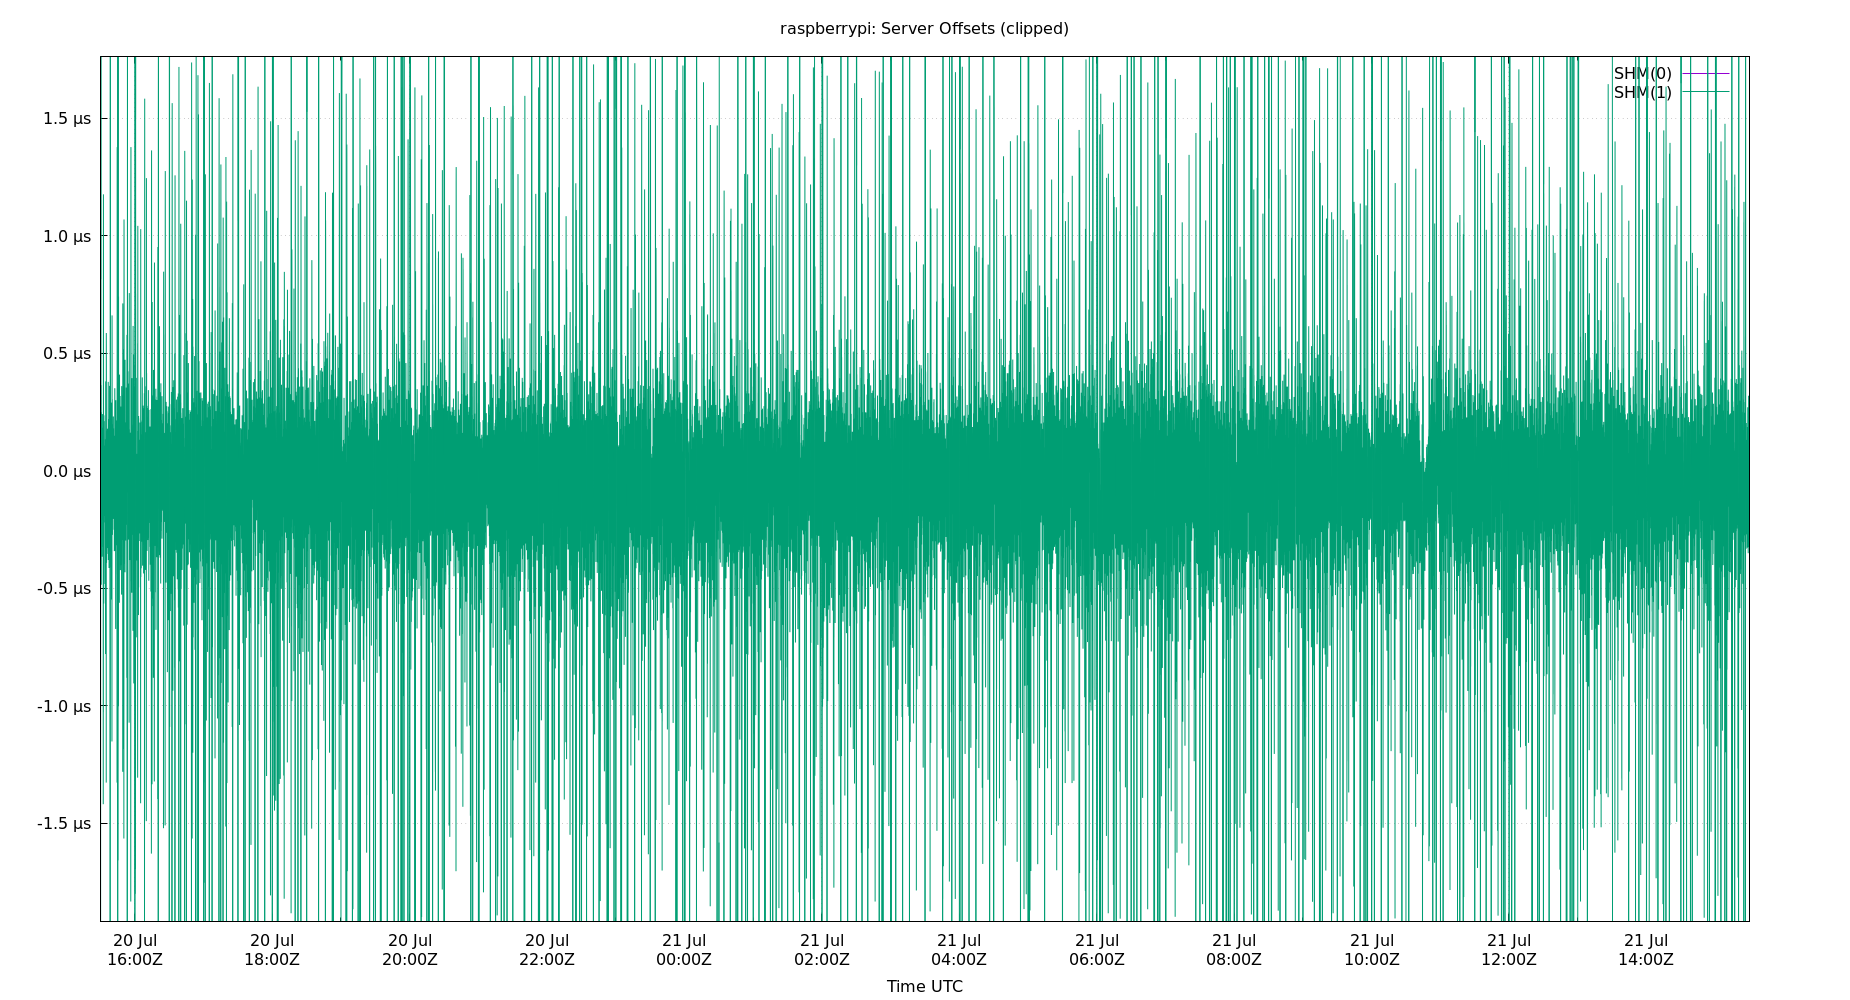 raspberrypi: Server Offsets (clipped)
SHM(0)
SHM(1)
1.5 µs
1.0 µs
0.5 µs
0.0 µs
-0.5 µs
-1.0 µs
-1.5 µs
20 Jul 20 Jul 20 Jul 20 Jul 21 Jul 21 Jul 21 Jul 21 Jul 21 Jul 21 Jul 21 Jul 21 Jul
16:00Z 18:00Z 20:00Z 22:00Z 00:00Z 02:00Z 04:00Z 06:00Z 08:00Z 10:00Z 12:00Z 14:00Z
Time UTC